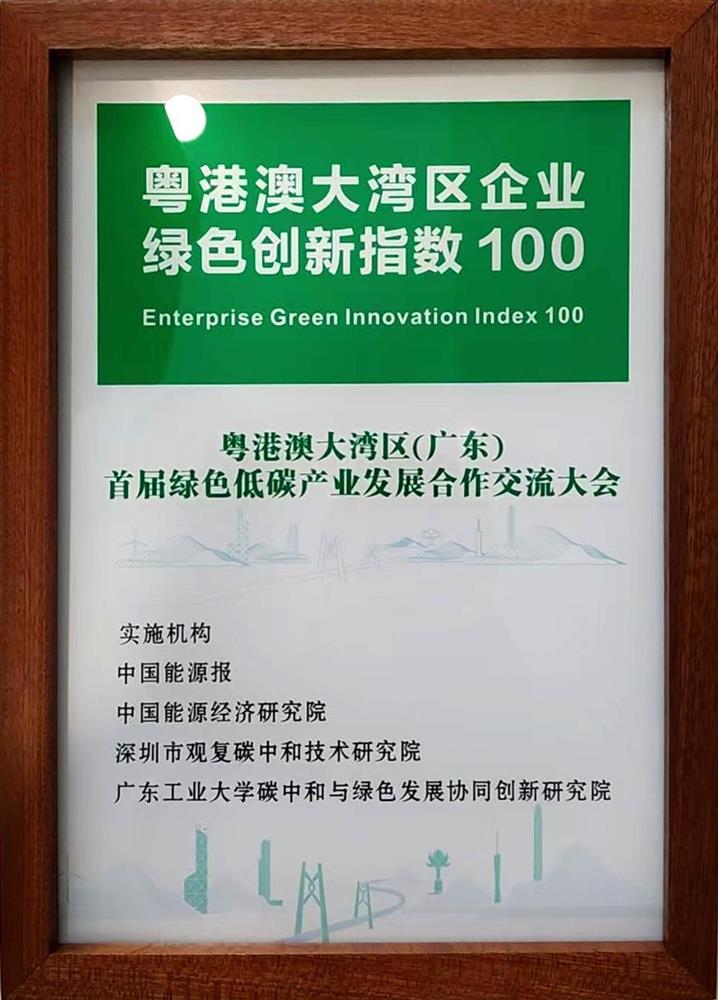 粤港澳大湾区企业
绿色创新指数 100
Enterprise Green Innovation Index 100
粤港澳大湾区(广东)
首届绿色低碳产业发展合作交流大会
实施机构
中国能源报
中国能源经济研究院
深圳市观复碳中和技术研究院
广东工业大学碳中和与绿色发展协同创新研究院